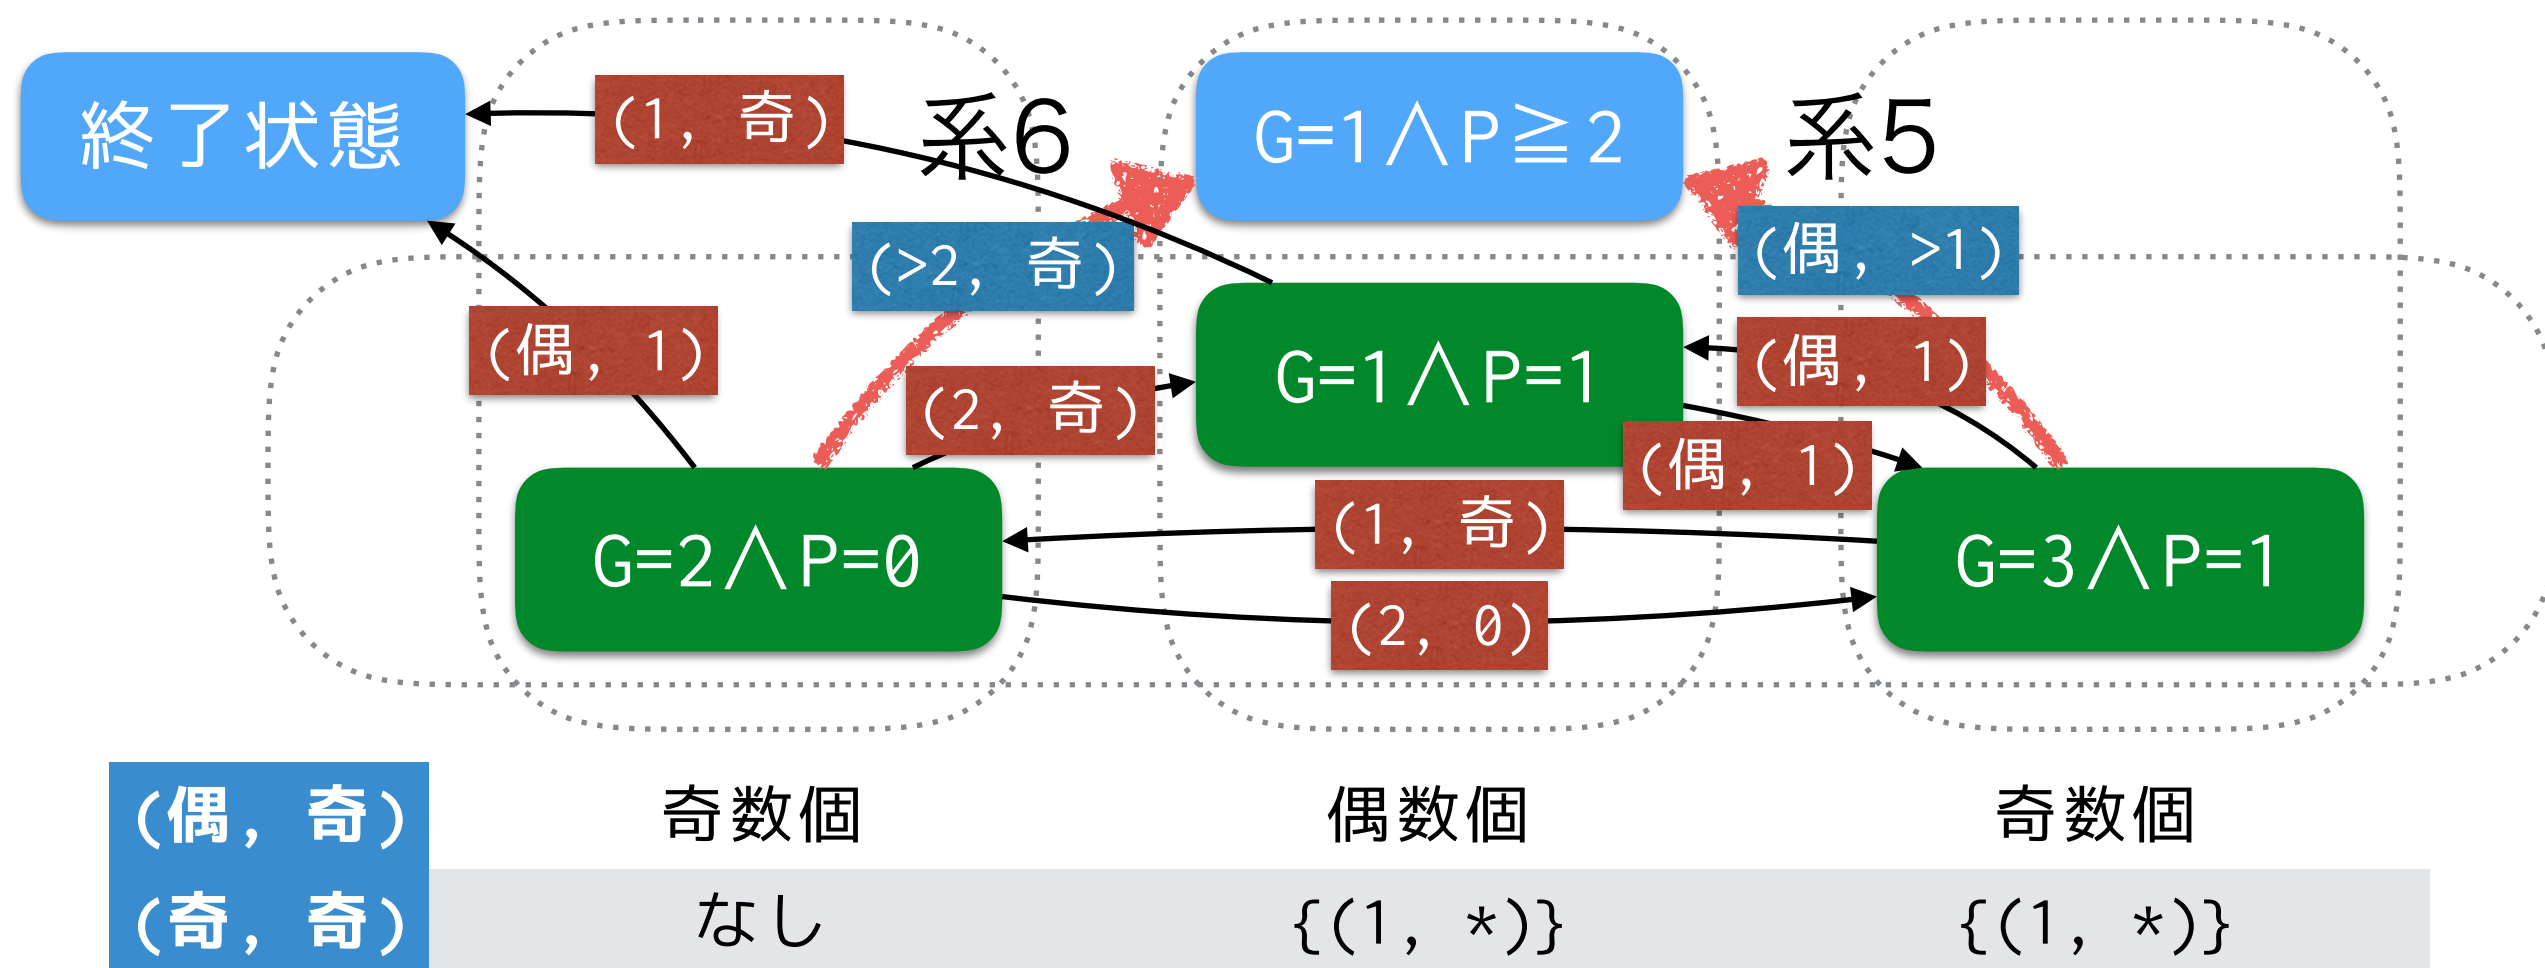 終了状態
(1, 奇)
系6
G=1∧P≧2
系5
(>2, 奇)
(偶, >1)
(偶, 1)
(2, 奇)
G=1∧P=1
(偶, 1)
(偶, 1)
G=2∧P=0
(1, 奇)
(2, 0)
G=3∧P=1
(偶, 奇) 奇数個 偶数個 奇数個
(奇, 奇) なし {(1, *)} {(1, *)}